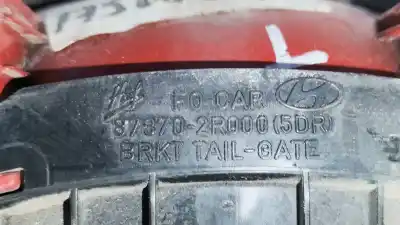 L
FO CAR
87370-2R000(5DR)
BRKT TAIL-GATE